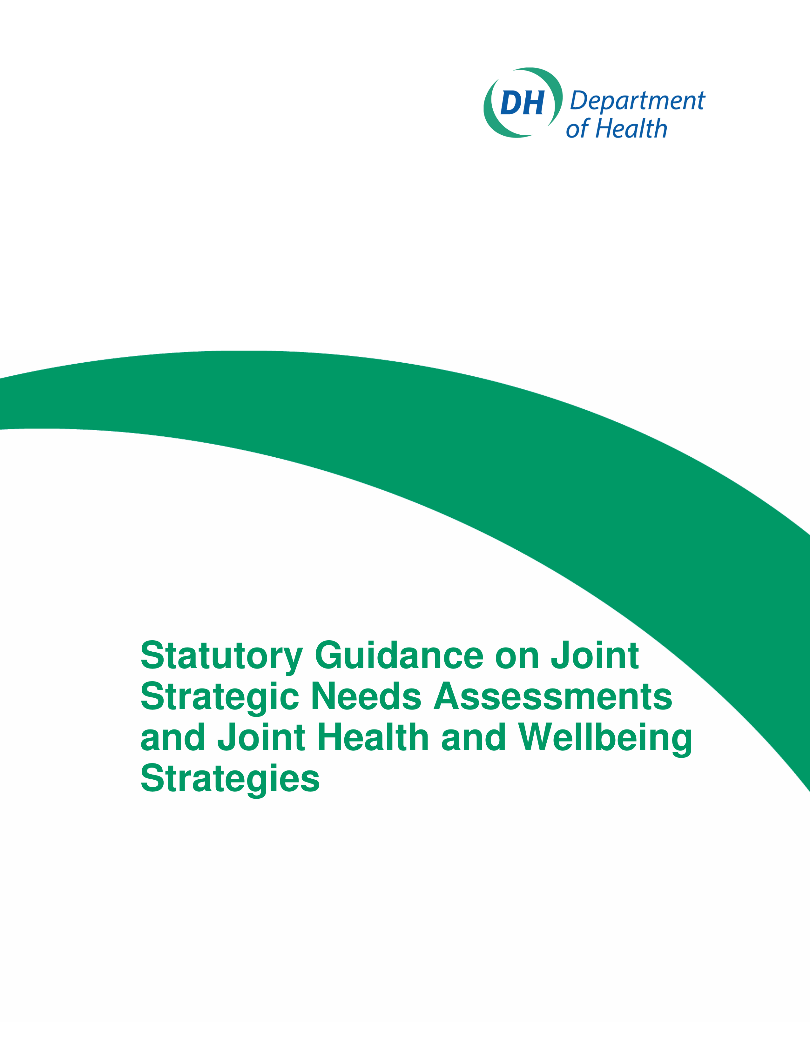 DH Department
of Health
Statutory Guidance on Joint
Strategic Needs Assessments
and Joint Health and Wellbeing
Strategies